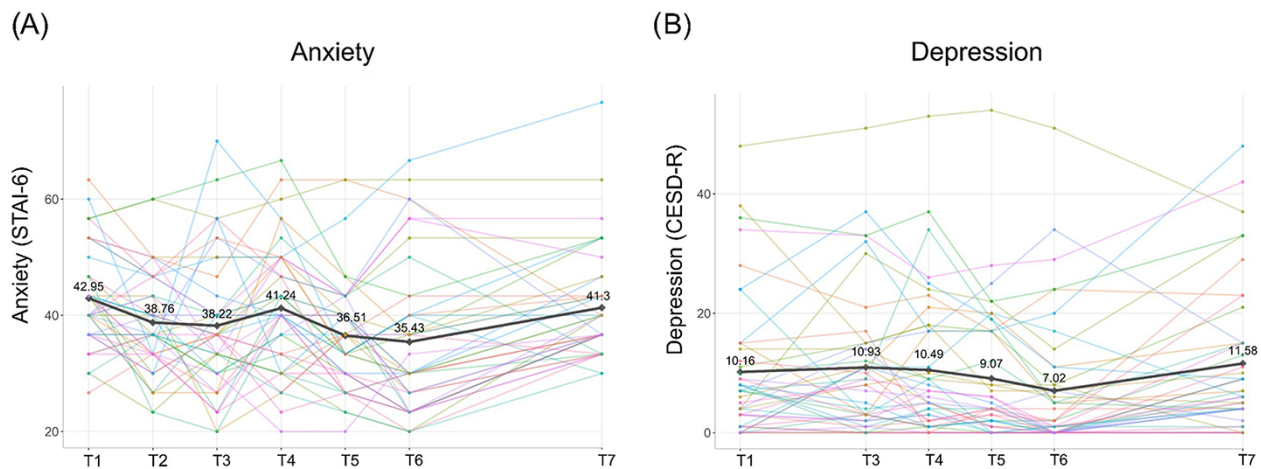 (A)
Anxiety
Anxiety (STAI-6)
60
40
20
42.95
38.76
38.22
41.24
36.51
35.43
41.3
T1 T2 T3 T4 T5 T6 T7
(B)
Depression
Depression (CESD-R)
40
20
0
10.16
10.93
10.49
9.07
7.02
11.58
T1 T3 T4 T5 T6 T7